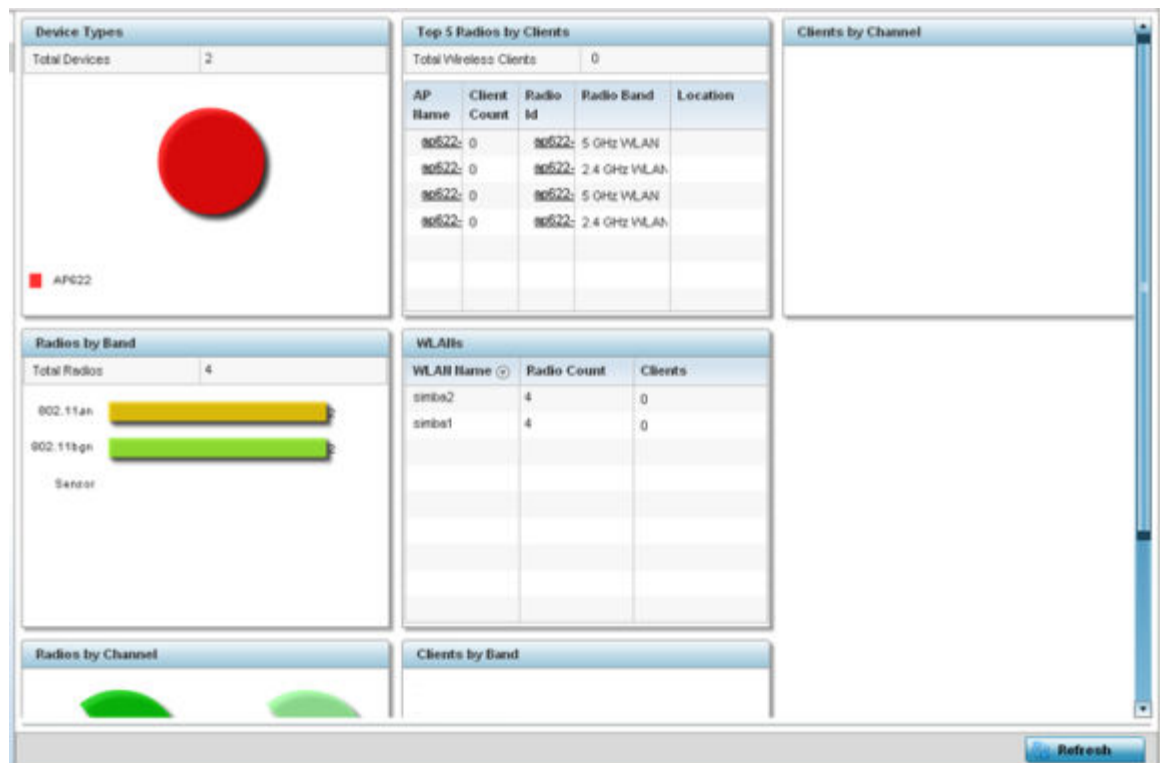 Device Types
Total Devices 2
AP622
Top 5 Radios by Clients
Total Wireless Clients 0
AP Name Client Count Radio Id Radio Band Location
ap622- 0 ap622- 5 GHz WLAN
ap622- 0 ap622- 2.4 GHz WLAN
ap622- 0 ap622- 5 GHz WLAN
ap622- 0 ap622- 2.4 GHz WLAN
Clients by Channel
Radios by Band
Total Radios 4
802.11an 2
802.11bgn 2
Sensor
WLANs
WLAN Name Radio Count Clients
simba2 4 0
simba1 4 0
Radios by Channel
Clients by Band
Refresh